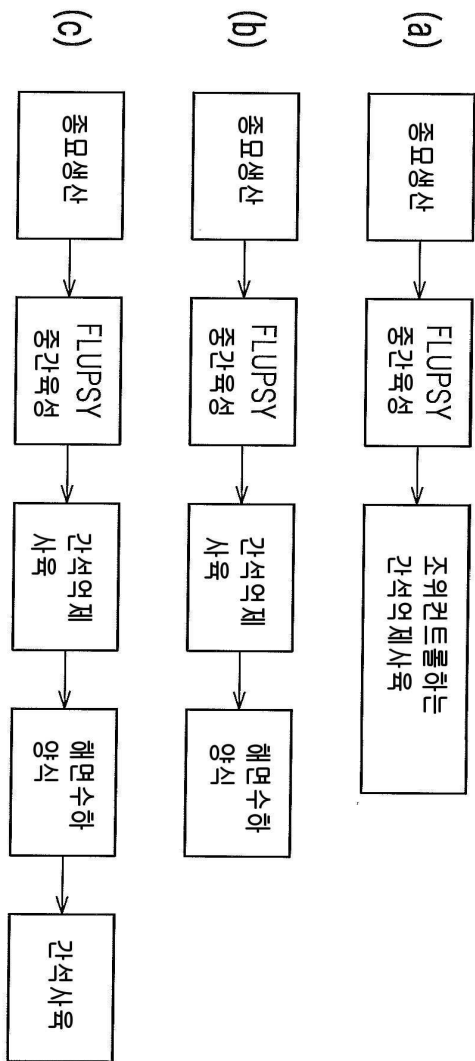 (a)
종묘생산
FLUPSY
중간육성
조위컨트롤하는
간석억제사육
(b)
종묘생산
FLUPSY
중간육성
간석억제
사육
해면수하
양식
(c)
종묘생산
FLUPSY
중간육성
간석억제
사육
해면수하
양식
간석사육